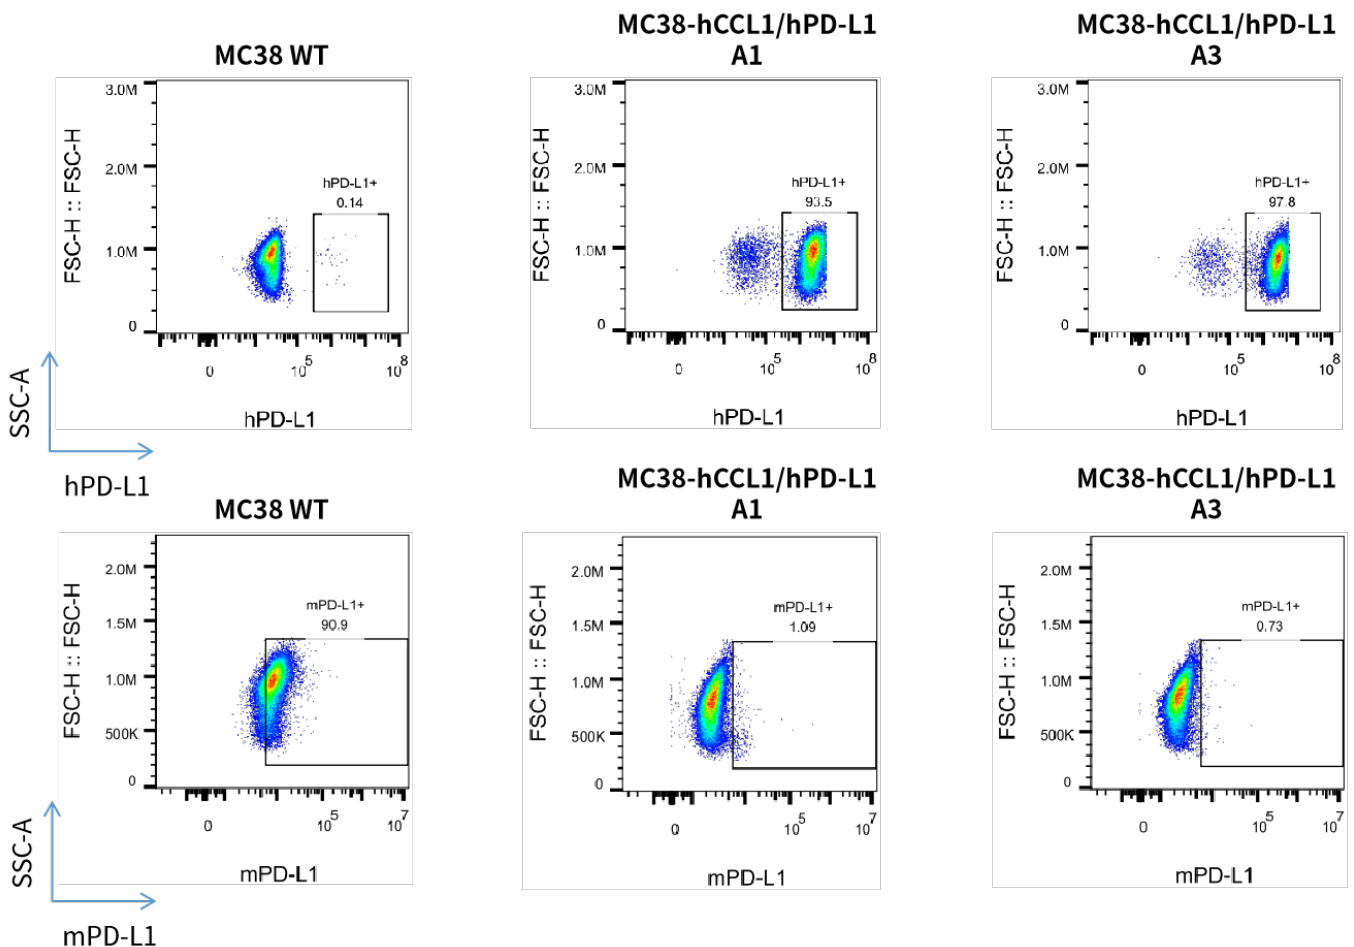 MC38 WT
MC38-hCCL1/hPD-L1
A1
MC38-hCCL1/hPD-L1
A3
FSC-H :: FSC-H
3.0M
2.0M
1.0M
0
hPD-L1+
0.14
0
10^5
10^8
hPD-L1
FSC-H :: FSC-H
3.0M
2.0M
1.0M
0
hPD-L1+
93.5
0
10^5
10^8
hPD-L1
FSC-H :: FSC-H
3.0M
2.0M
1.0M
0
hPD-L1+
97.8
0
10^5
10^8
hPD-L1
SSC-A
hPD-L1
MC38 WT
MC38-hCCL1/hPD-L1
A1
MC38-hCCL1/hPD-L1
A3
FSC-H :: FSC-H
2.0M
1.5M
1.0M
500K
0
mPD-L1+
90.9
0
10^5
10^7
mPD-L1
FSC-H :: FSC-H
2.0M
1.5M
1.0M
500K
0
mPD-L1+
1.09
0
10^5
10^7
mPD-L1
FSC-H :: FSC-H
2.0M
1.5M
1.0M
500K
0
mPD-L1+
0.73
0
10^5
10^7
mPD-L1
SSC-A
mPD-L1